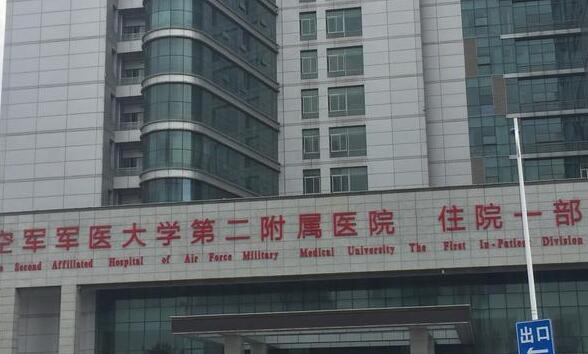 空军军医大学第二附属医院 住院一部
Second Affiliated Hospital of Air Force Military Medical University The First In-Patient Division
出口